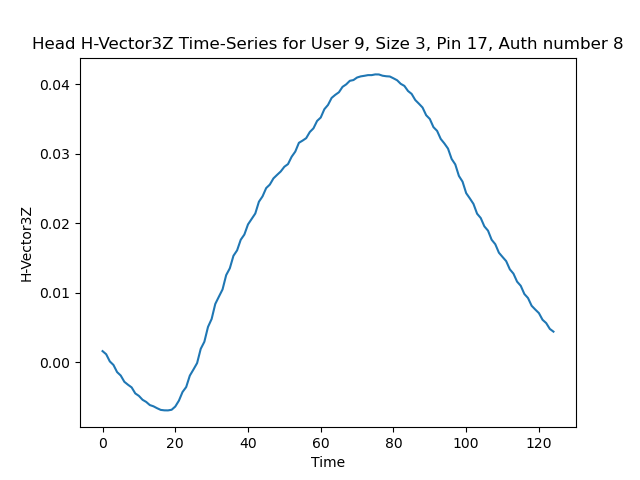 Head H-Vector3Z Time-Series for User 9, Size 3, Pin 17, Auth number 8
0.04
0.03
0.02
0.01
0.00
H-Vector3Z
0 20 40 60 80 100 120
Time